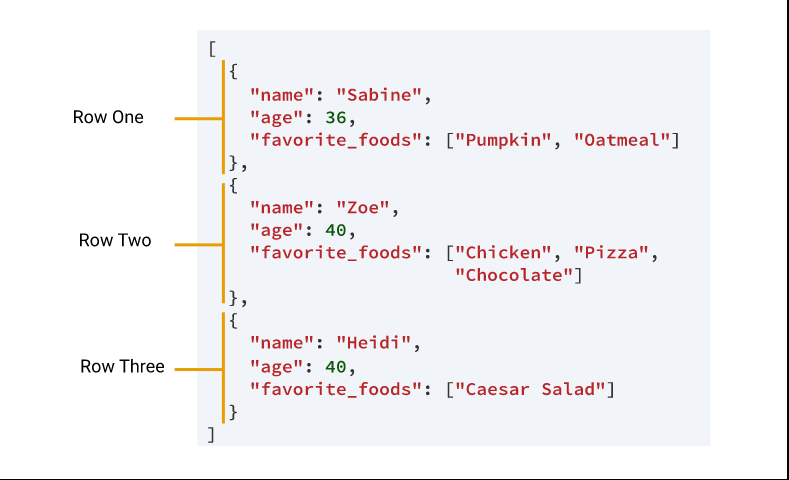 [
{
"name": "Sabine",
Row One
"age": 36,
"favorite_foods": ["Pumpkin", "Oatmeal"]
},
{
"name": "Zoe",
"age": 40,
Row Two
"favorite_foods": ["Chicken", "Pizza",
"Chocolate"]
},
{
"name": "Heidi",
Row Three
"age": 40,
"favorite_foods": ["Caesar Salad"]
}
]